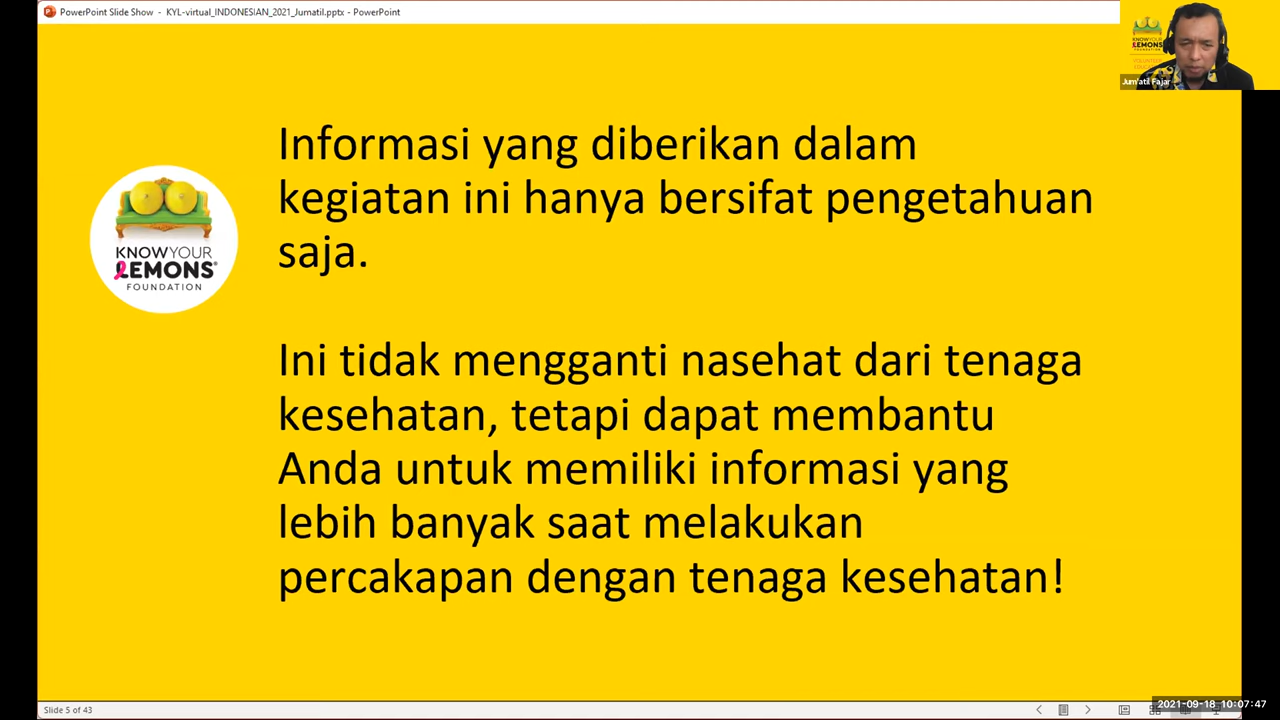 PowerPoint Slide Show - KYL-virtual_INDONESIAN_2021_Jumatil.pptx - PowerPoint
KNOW YOUR
LEMONS
FOUNDATION
Jum'atil Fajar
Informasi yang diberikan dalam
kegiatan ini hanya bersifat pengetahuan
saja.
KNOWYOUR
LEMONS®
FOUNDATION
Ini tidak mengganti nasehat dari tenaga
kesehatan, tetapi dapat membantu
Anda untuk memiliki informasi yang
lebih banyak saat melakukan
percakapan dengan tenaga kesehatan!
Slide 5 of 43
2021-09-18 10:07:47